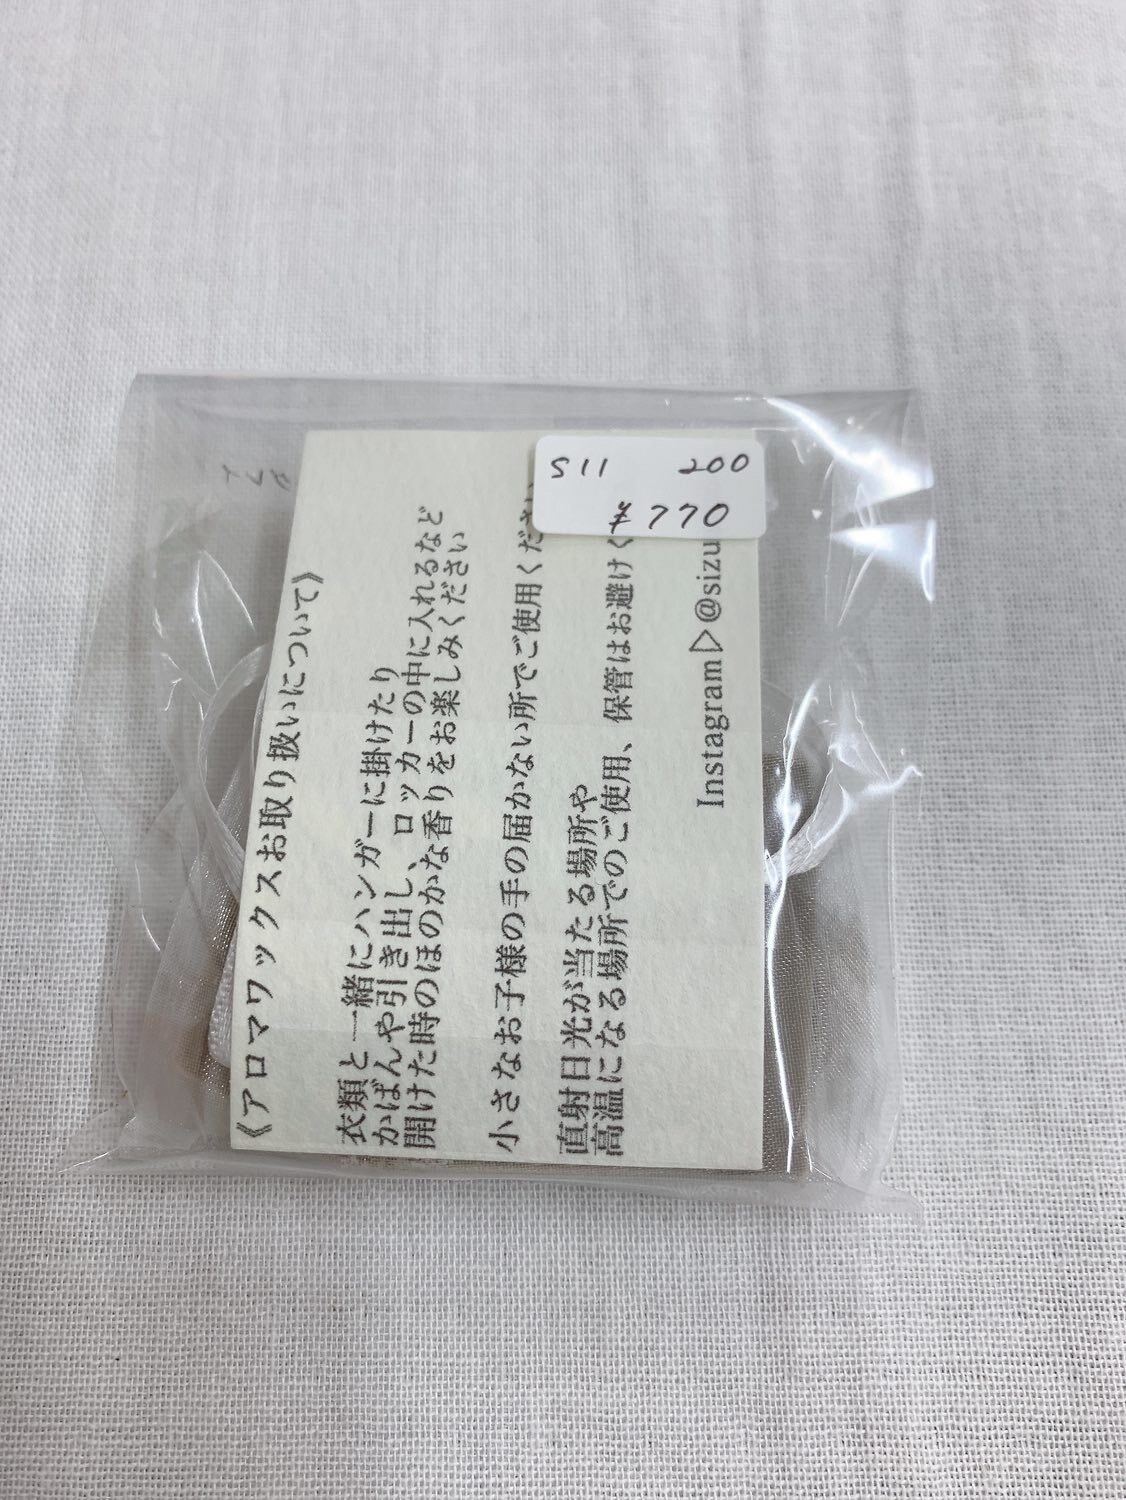 S11 200
¥770
《アロマワックスお取り扱いについて》
衣類と一緒にハンガーに掛けたり
かばんや引き出し、ロッカーの中に入れるなど
開けた時のほのかな香りをお楽しみください
小さなお子様の手の届かない所でご使用くださ
直射日光が当たる場所や
高温になる場所でのご使用、保管はお避けく
Instagram▷@sizu